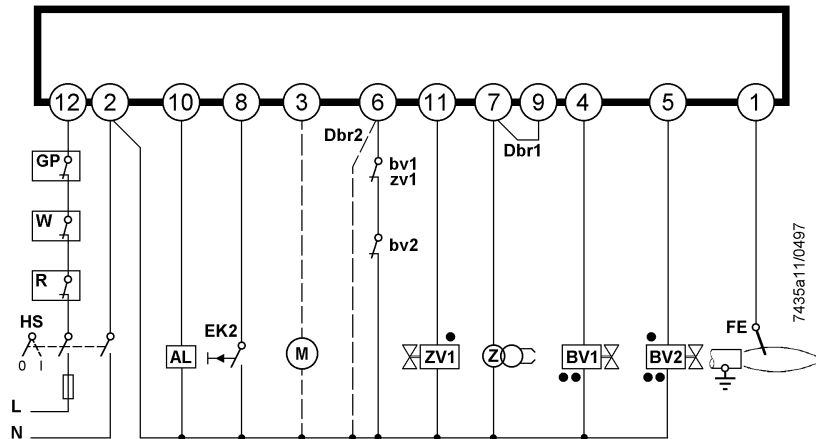 12 2 10 8 3 6 11 7 9 4 5 1
Dbr2
Dbr1
GP
bv1
zv1
W
bv2
R
HS
EK2
FE
AL
M
ZV1
Z
BV1
BV2
0 I
L
N
7435a11/0497